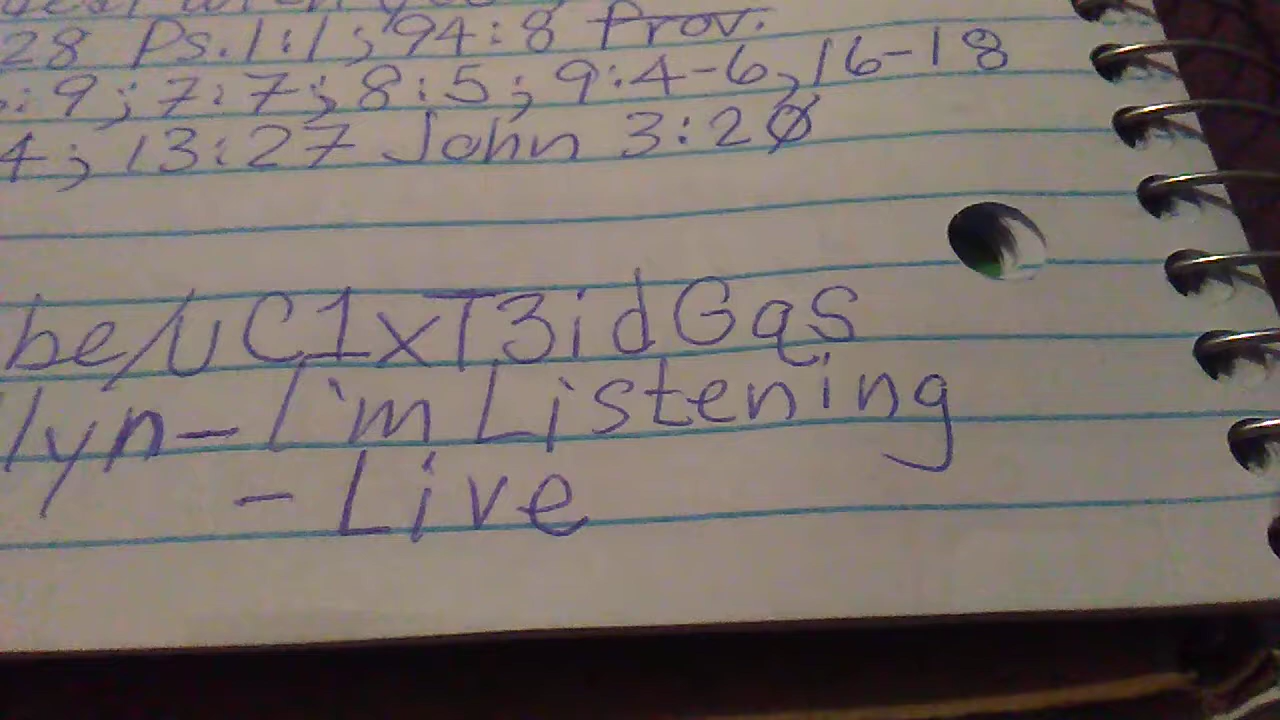 28 Ps. 1:1; 94:8 Prov.
:9; 7:7; 8:5; 9:4-6, 16-18
4; 13:27 John 3:20
be/UC1xT3idGqs
lyn - I'm Listening
- Live